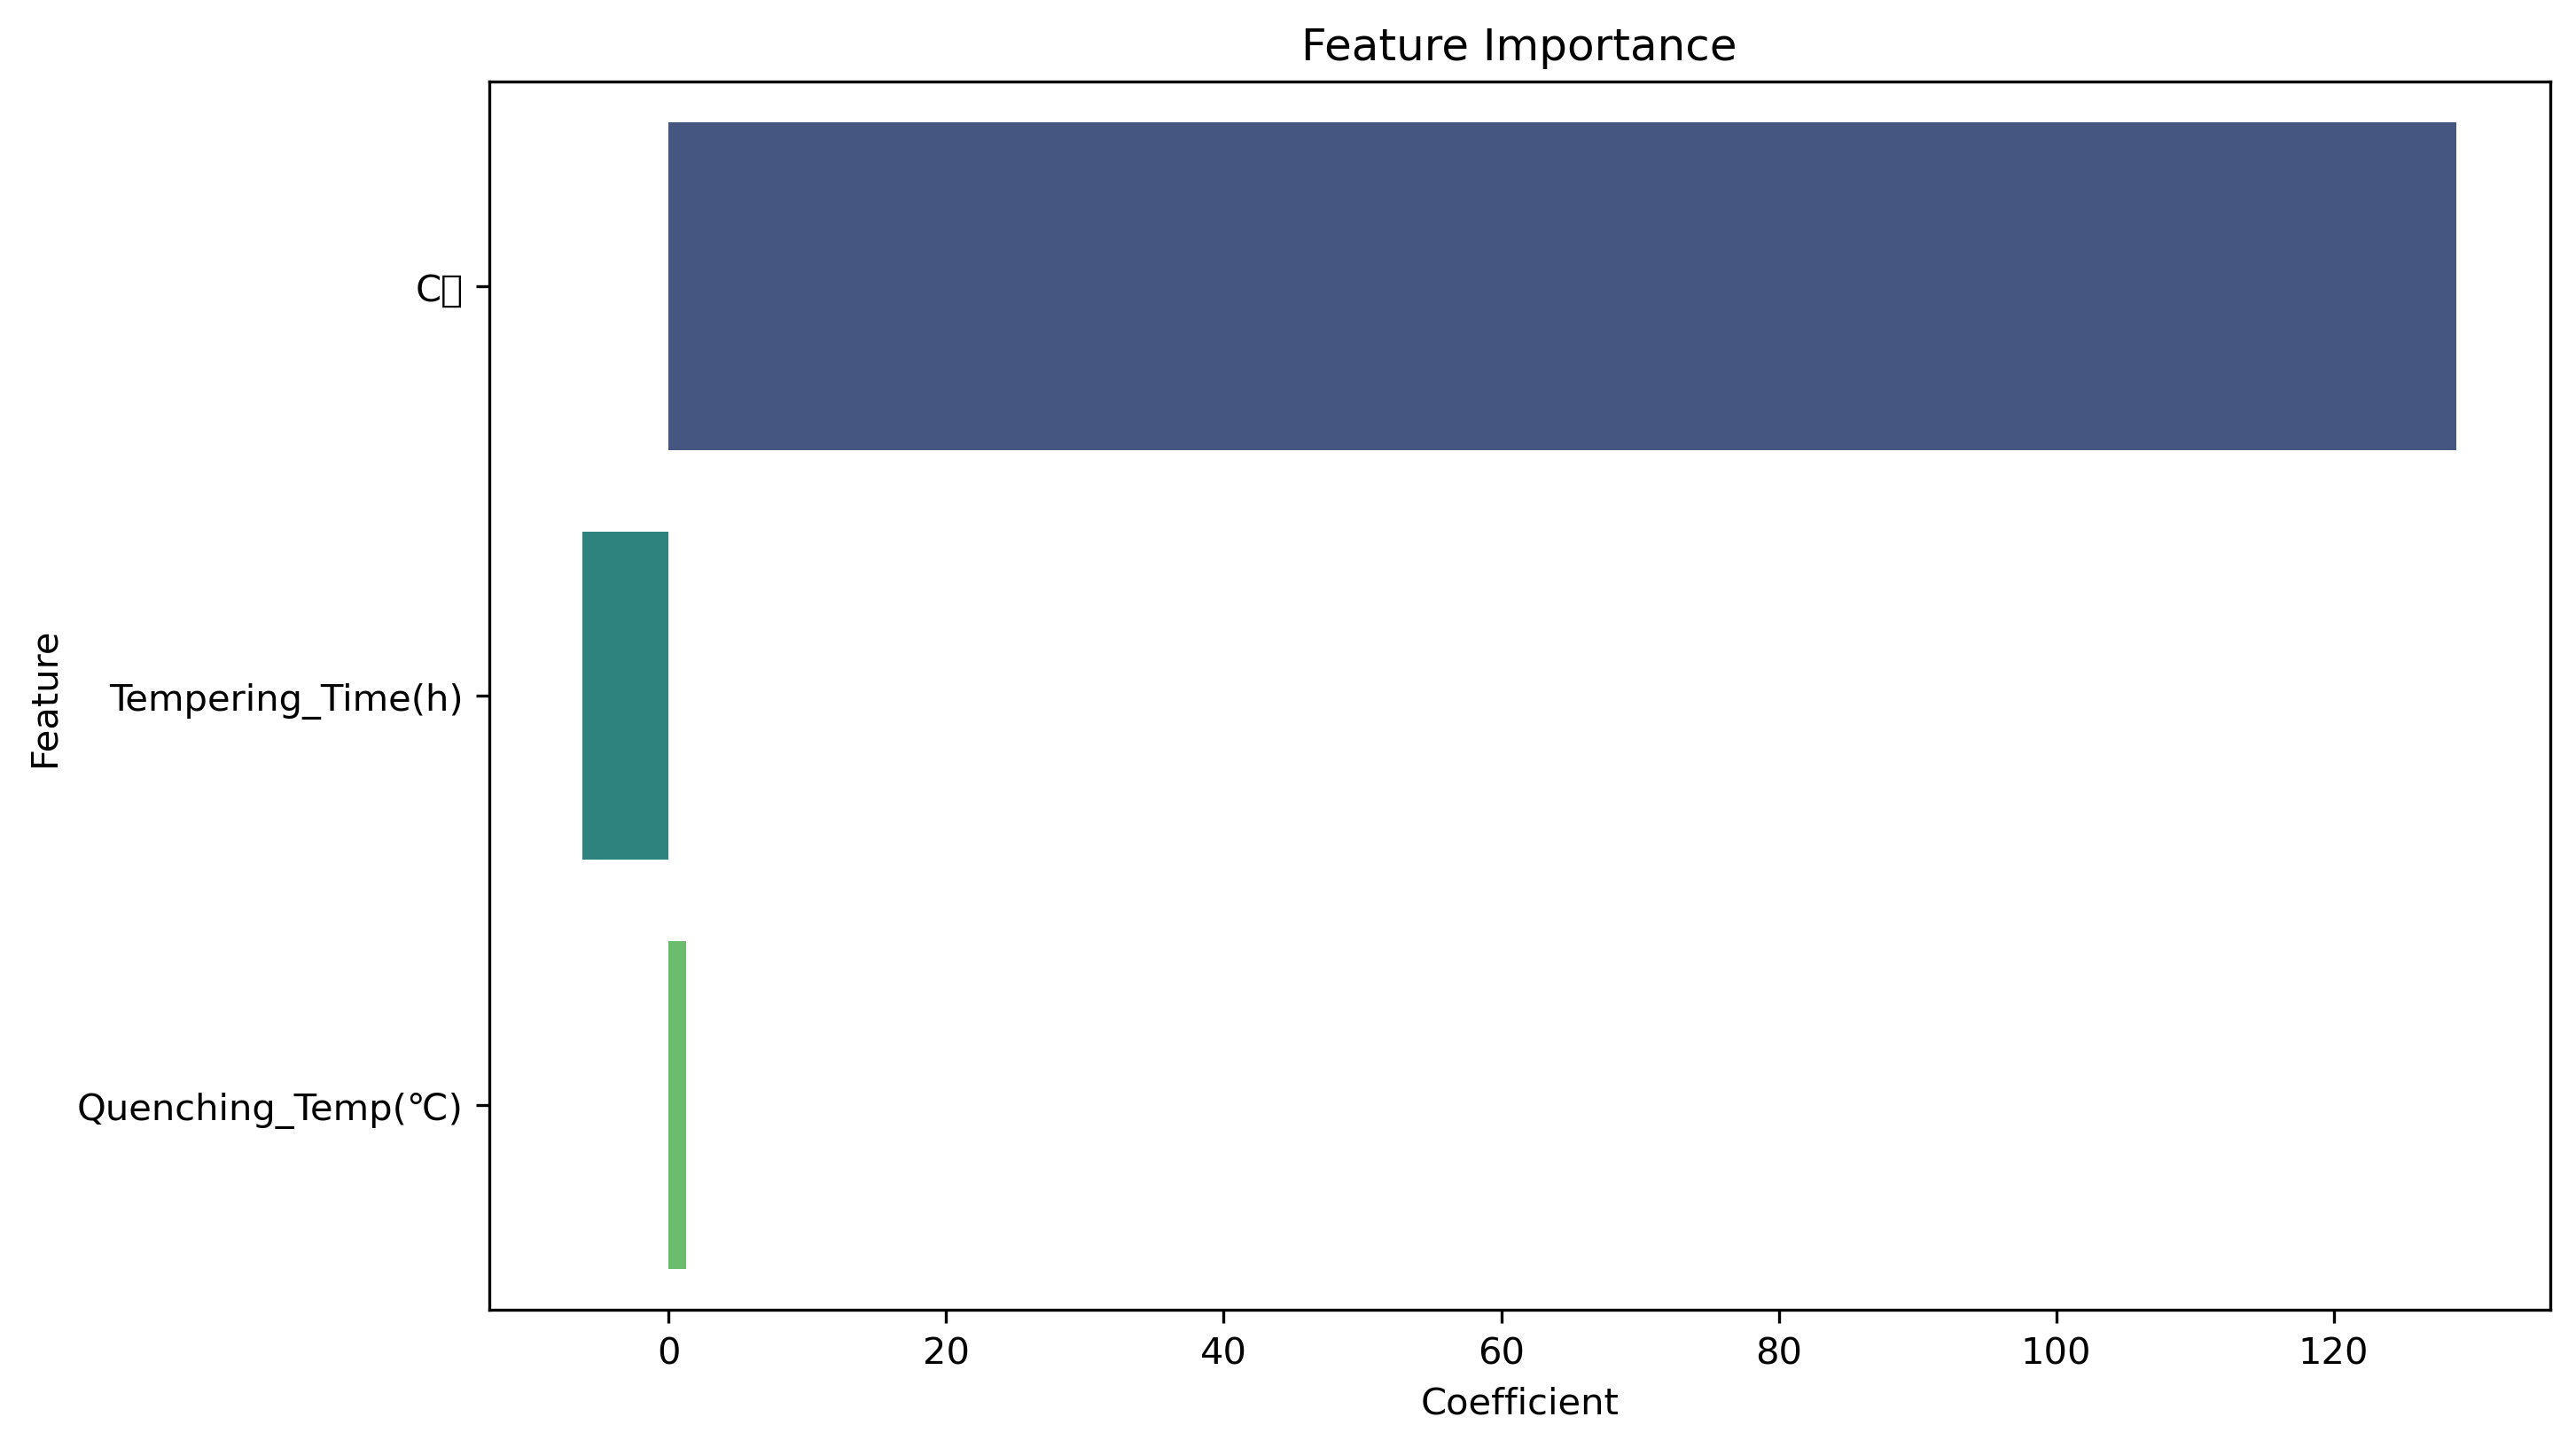 Feature Importance
C
Tempering_Time(h)
Quenching_Temp(℃)
Feature
0 20 40 60 80 100 120
Coefficient